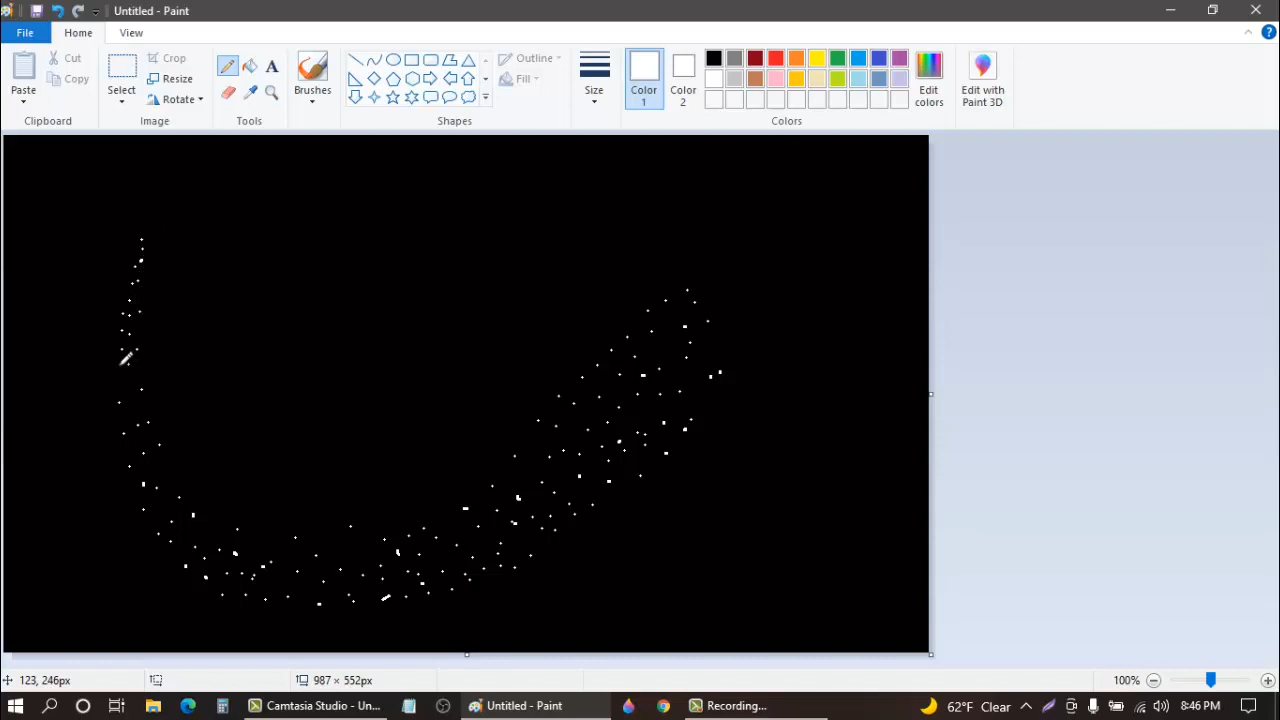 Untitled - Paint
File Home View
Paste
Cut
Copy
Clipboard
Select
Crop
Resize
Rotate
Image
A
Tools
Brushes
Shapes
Outline
Fill
Size
Color 1
Color 2
Edit colors
Colors
Edit with Paint 3D
123, 246px
987 × 552px
100%
Camtasia Studio - Un...
Untitled - Paint
Recording...
62°F Clear
8:46 PM